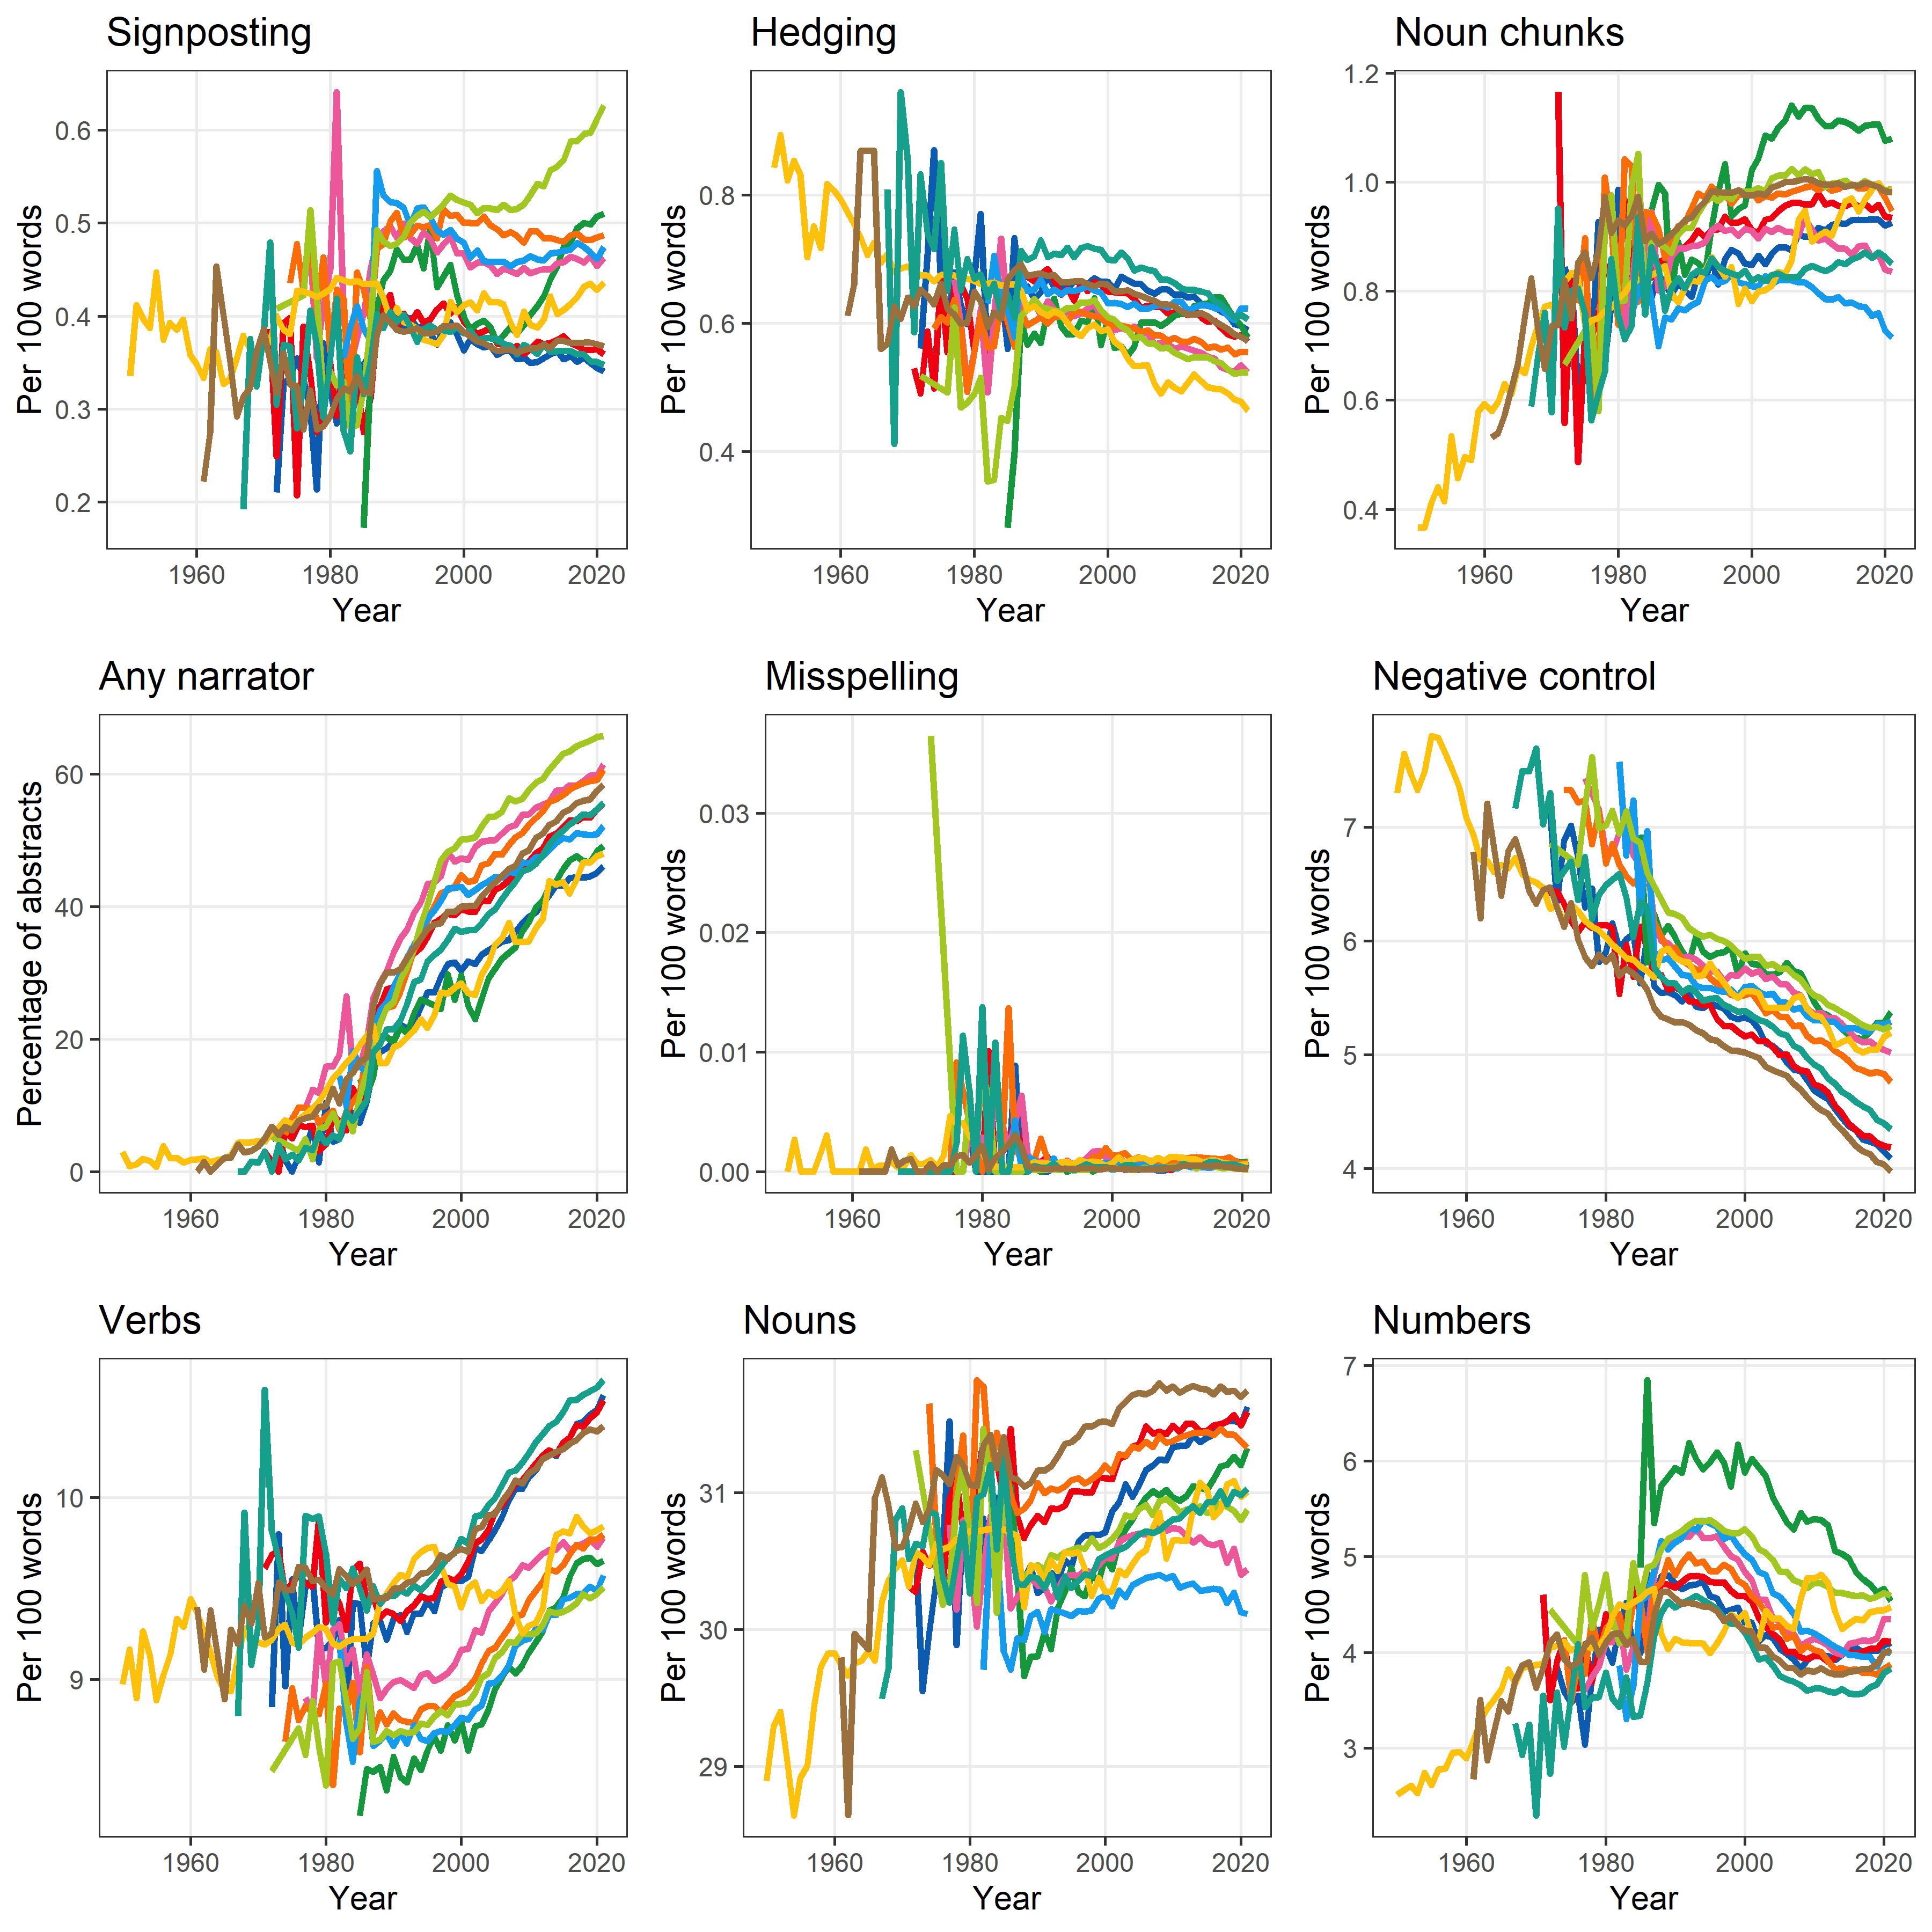 Signposting
Hedging
Noun chunks
Per 100 words
0.6
0.5
0.4
0.3
0.2
1960
1980
2000
2020
Year
Per 100 words
0.8
0.6
0.4
1960
1980
2000
2020
Year
Per 100 words
1.2
1.0
0.8
0.6
0.4
1960
1980
2000
2020
Year
Any narrator
Misspelling
Negative control
Percentage of abstracts
60
40
20
0
1960
1980
2000
2020
Year
Per 100 words
0.03
0.02
0.01
0.00
1960
1980
2000
2020
Year
Per 100 words
7
6
5
4
1960
1980
2000
2020
Year
Verbs
Nouns
Numbers
Per 100 words
10
9
1960
1980
2000
2020
Year
Per 100 words
31
30
29
1960
1980
2000
2020
Year
Per 100 words
7
6
5
4
3
1960
1980
2000
2020
Year